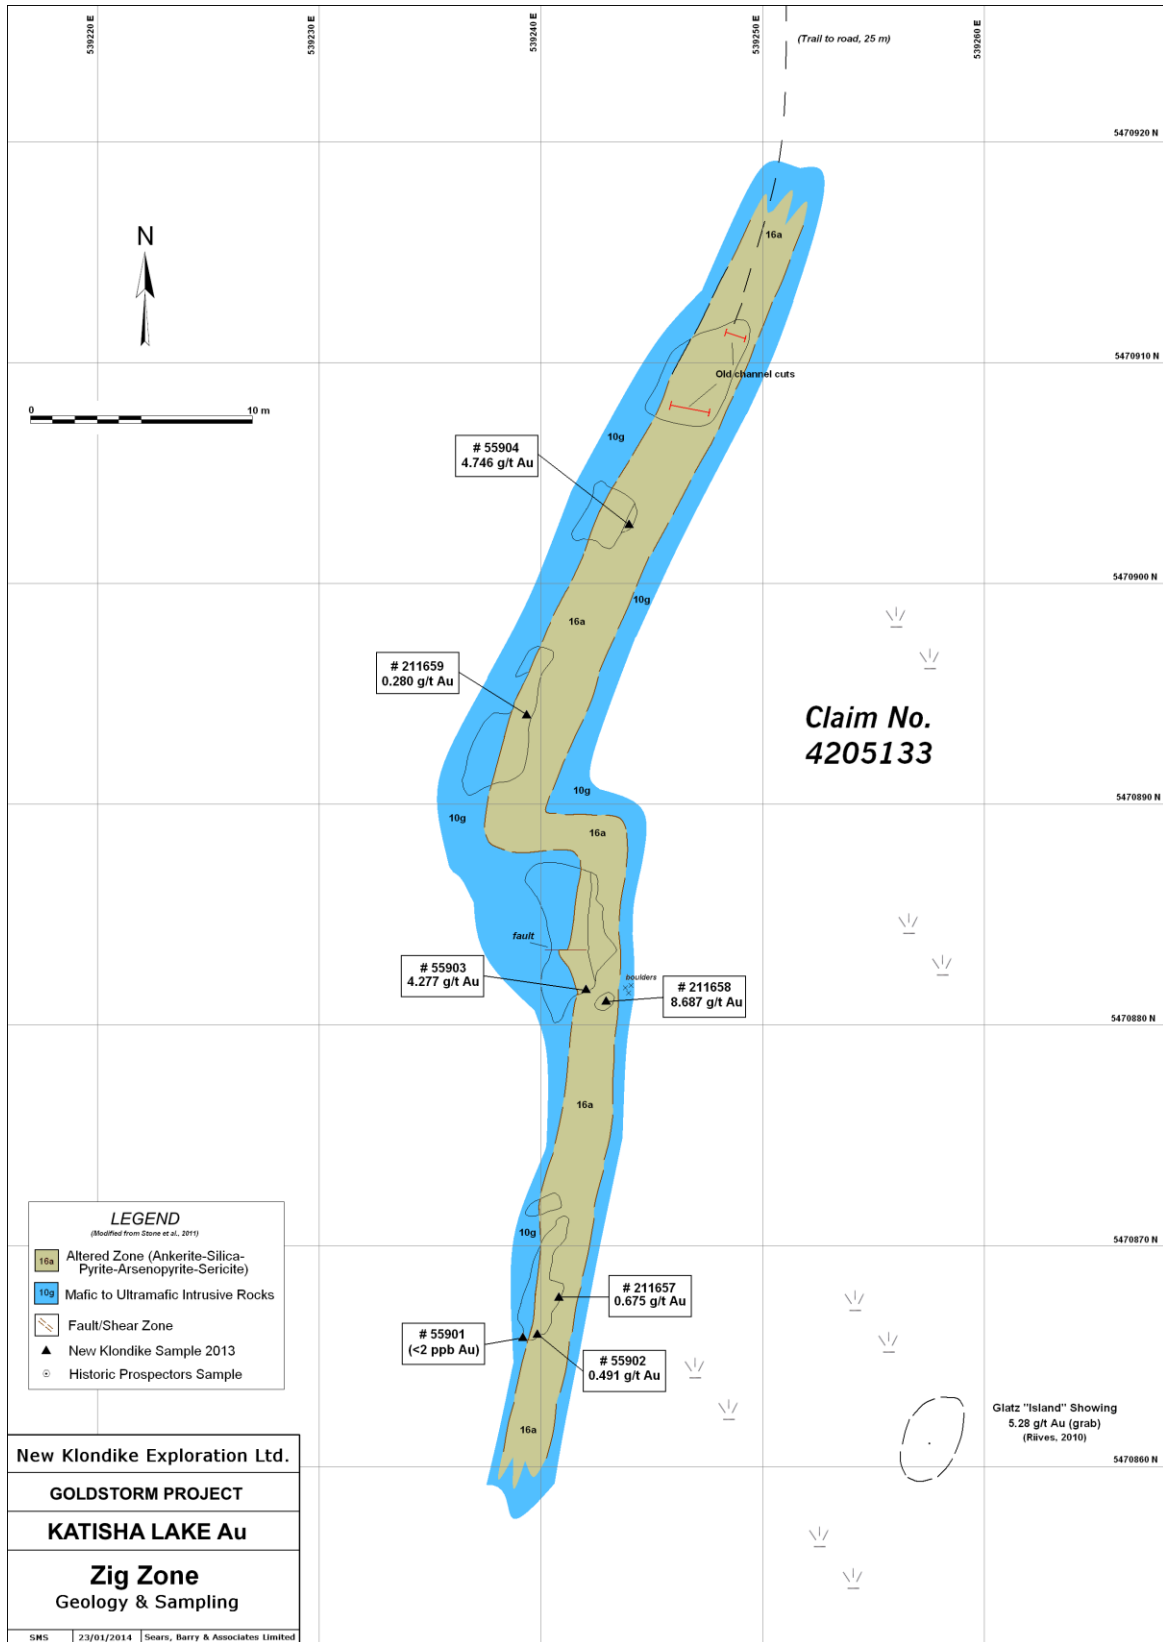 539220 E
539230 E
539240 E
539250 E
539260 E
(Trail to road, 25 m)
5470920 N
N
16a
5470910 N
Old channel cuts
0
10 m
10g
# 55904
4.746 g/t Au
5470900 N
10g
16a
# 211659
0.280 g/t Au
Claim No.
4205133
5470890 N
10g
10g
16a
fault
# 55903
4.277 g/t Au
boulders
# 211658
8.687 g/t Au
5470880 N
16a
LEGEND
(Modified from Stone et al., 2011)
16a
Altered Zone (Ankerite-Silica-
Pyrite-Arsenopyrite-Sericite)
10g
Mafic to Ultramafic Intrusive Rocks
Fault/Shear Zone
New Klondike Sample 2013
Historic Prospectors Sample
10g
5470870 N
# 211657
0.675 g/t Au
# 55901
(<2 ppb Au)
# 55902
0.491 g/t Au
16a
Glatz "Island" Showing
5.28 g/t Au (grab)
(Riives, 2010)
5470860 N
New Klondike Exploration Ltd.
GOLDSTORM PROJECT
KATISHA LAKE Au
Zig Zone
Geology & Sampling
SMS
23/01/2014
Sears, Barry & Associates Limited